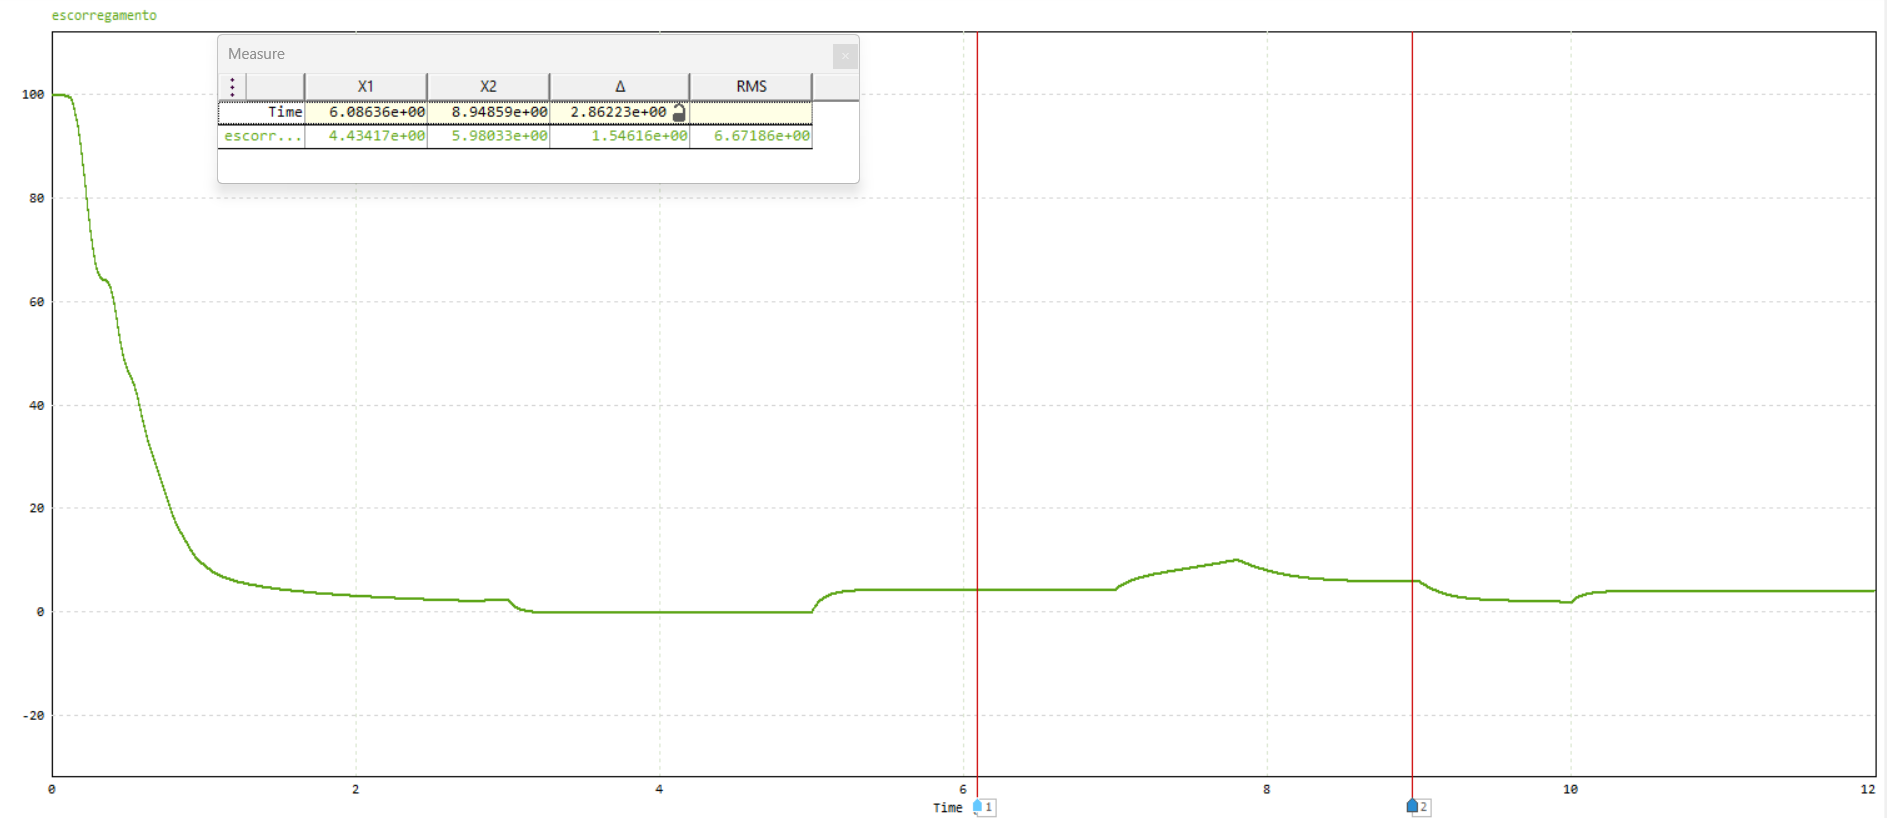 escorregamento
Measure
X1 X2 Δ RMS
Time 6.08636e+00 8.94859e+00 2.86223e+00
escorr... 4.43417e+00 5.98033e+00 1.54616e+00 6.67186e+00
100
80
60
40
20
0
-20
0 2 4 6 8 10 12
Time 1 2